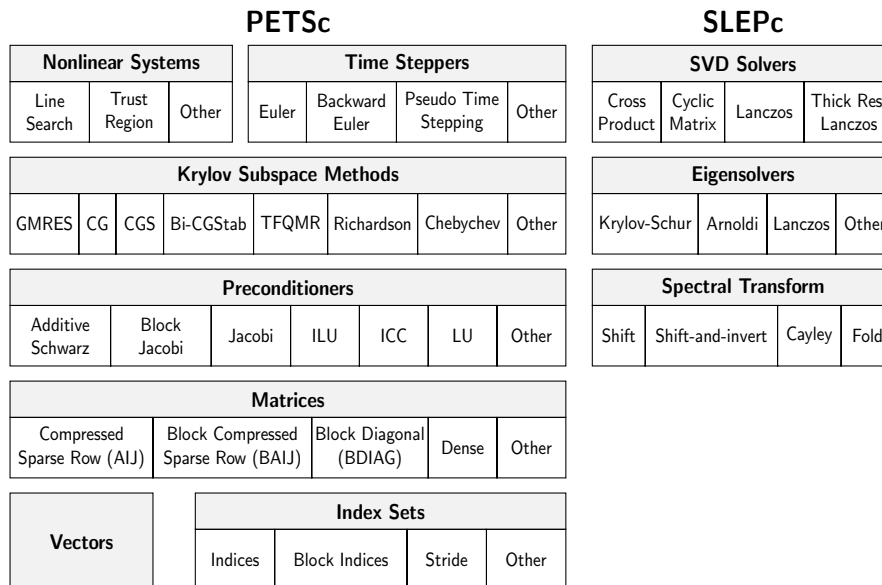 PETSc
SLEPc
Nonlinear Systems
Line
Search
Trust
Region
Other
Time Steppers
Euler
Backward
Euler
Pseudo Time
Stepping
Other
SVD Solvers
Cross
Product
Cyclic
Matrix
Lanczos
Thick Res
Lanczos
Krylov Subspace Methods
GMRES
CG
CGS
Bi-CGStab
TFQMR
Richardson
Chebychev
Other
Eigensolvers
Krylov-Schur
Arnoldi
Lanczos
Other
Preconditioners
Additive
Schwarz
Block
Jacobi
Jacobi
ILU
ICC
LU
Other
Spectral Transform
Shift
Shift-and-invert
Cayley
Fold
Matrices
Compressed
Sparse Row (AIJ)
Block Compressed
Sparse Row (BAIJ)
Block Diagonal
(BDIAG)
Dense
Other
Vectors
Index Sets
Indices
Block Indices
Stride
Other